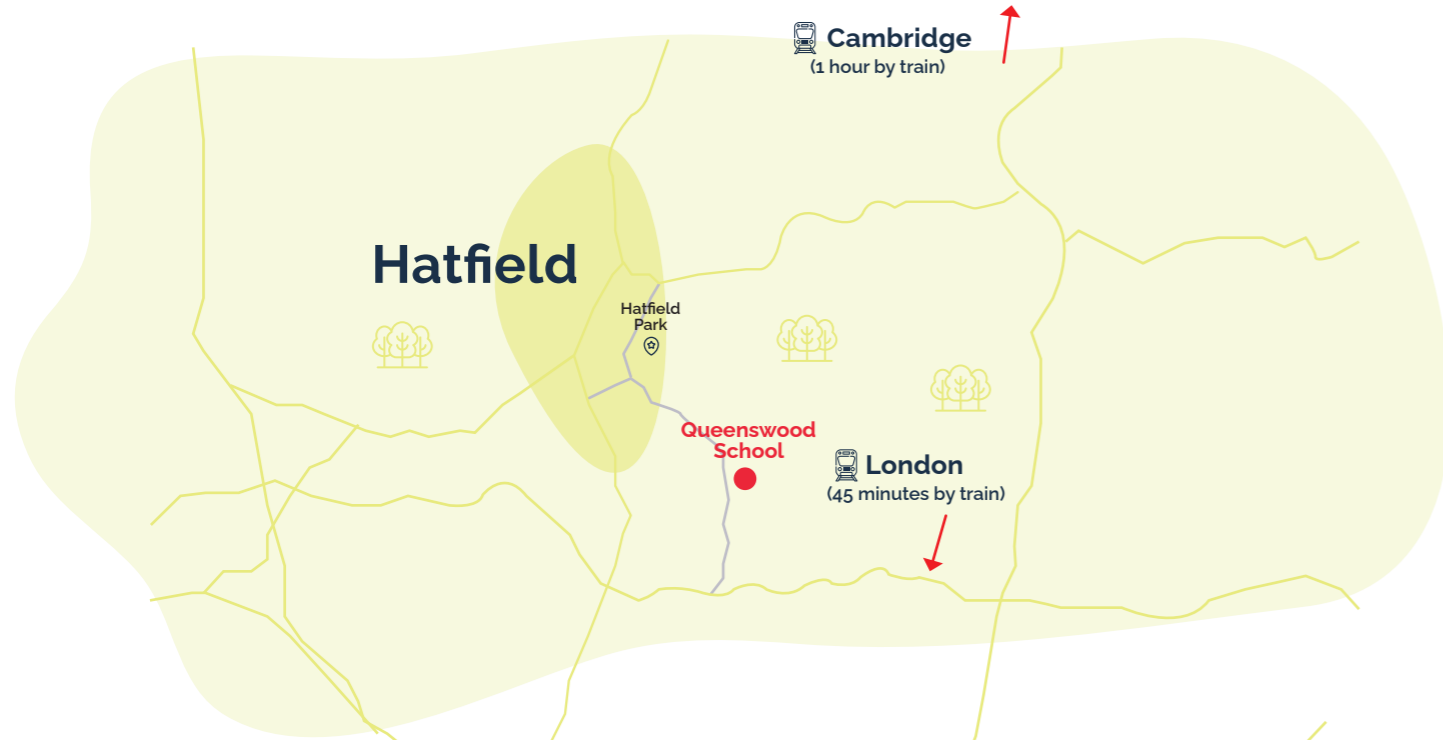 Cambridge
(1 hour by train)
Hatfield
Hatfield
Park
Queenswood
School
London
(45 minutes by train)